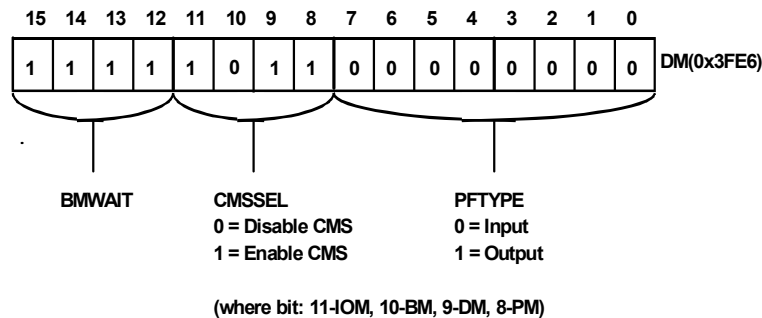 15 14 13 12 11 10 9 8 7 6 5 4 3 2 1 0
1 1 1 1 1 0 1 1 0 0 0 0 0 0 0 0 DM(0x3FE6)
BMWAIT CMSSEL PFTYPE
0 = Disable CMS 0 = Input
1 = Enable CMS 1 = Output
(where bit: 11-IOM, 10-BM, 9-DM, 8-PM)